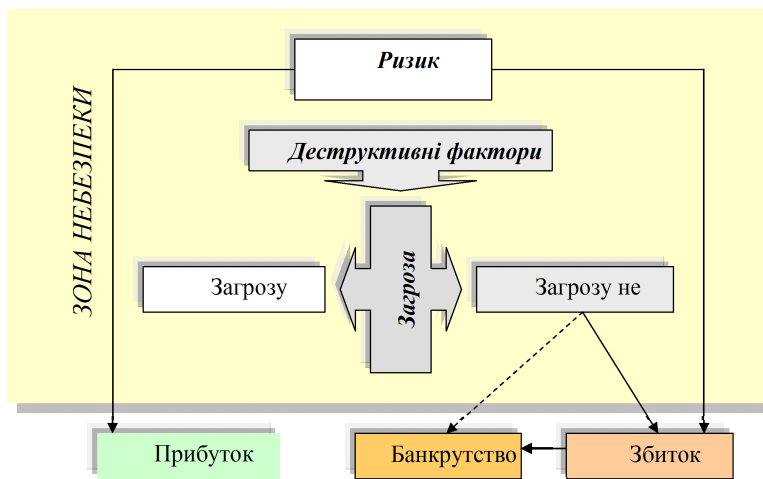 Ризик
ЗОНА НЕБЕЗПЕКИ
Деструктивні фактори
Загрозу
Загроза
Загрозу не
Прибуток
Банкрутство
Збиток